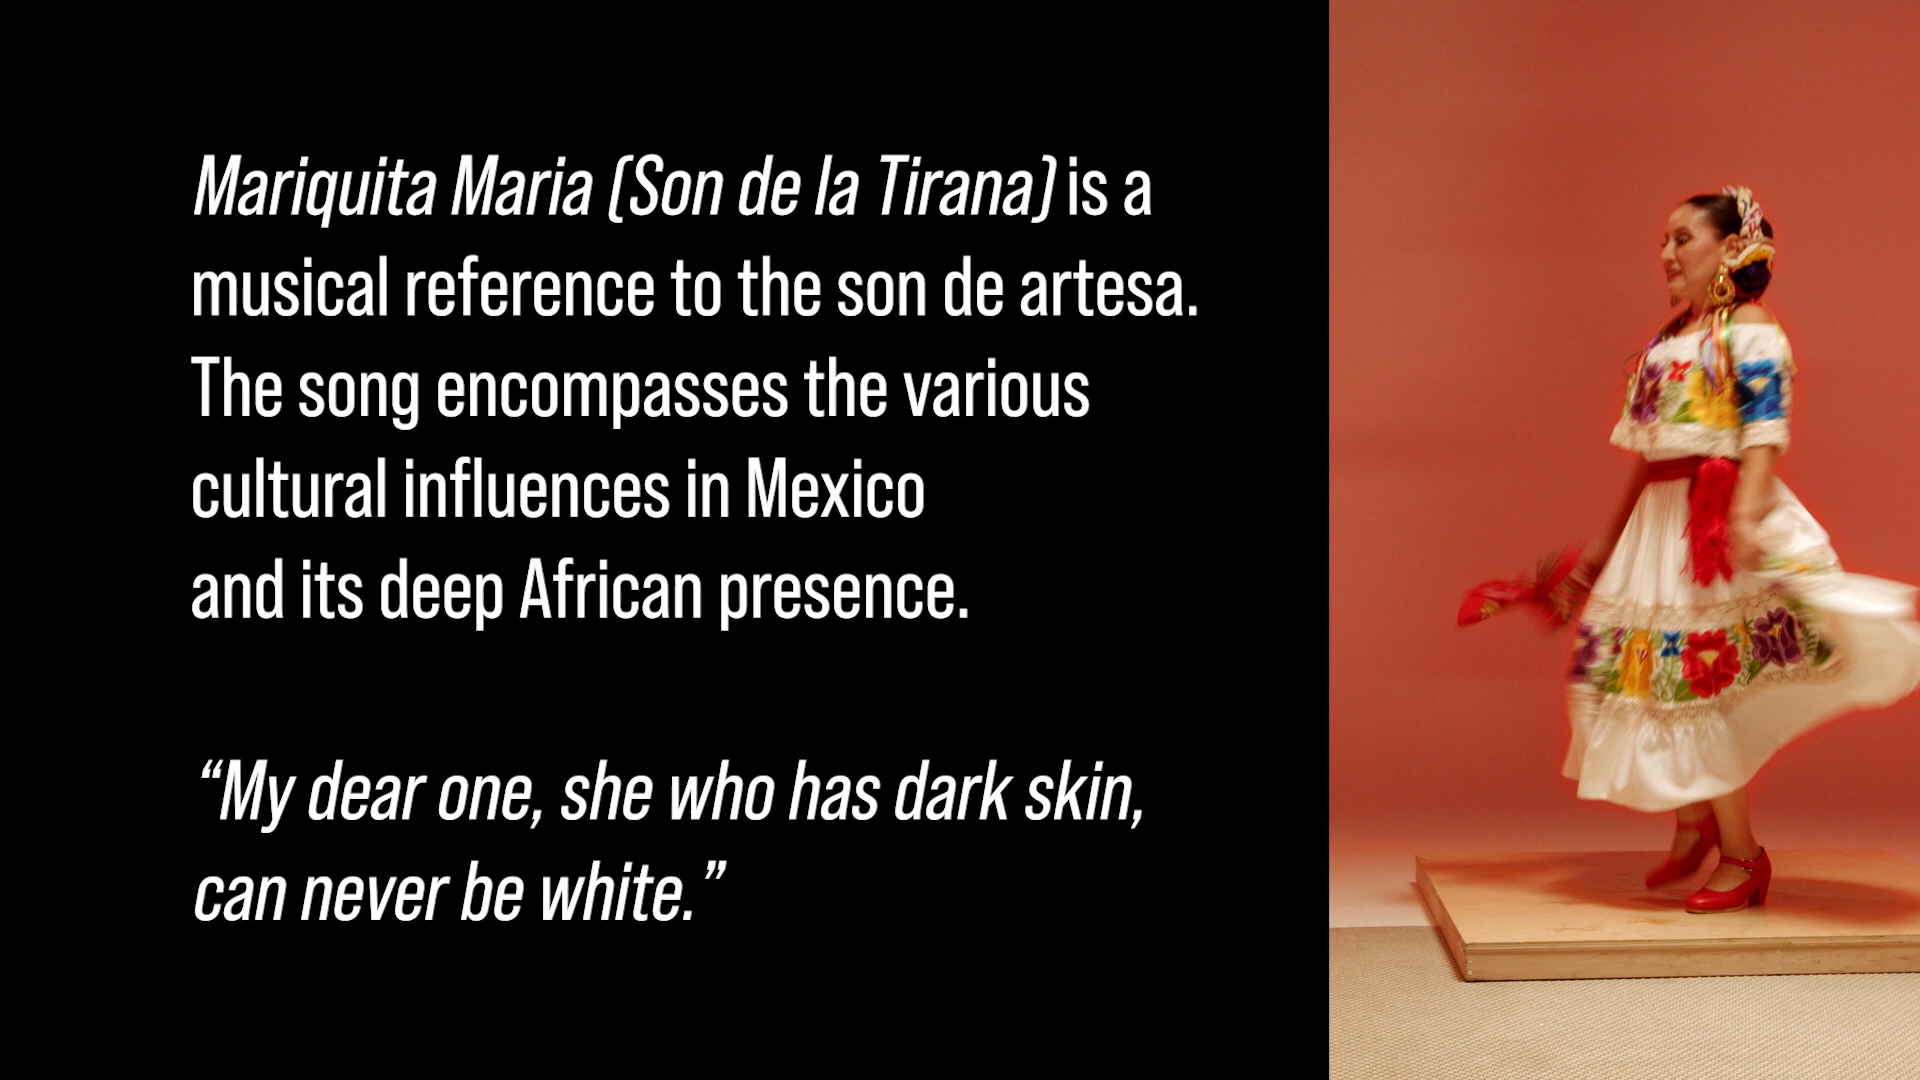 Mariquita Maria (Son de la Tirana) is a
musical reference to the son de artesa.
The song encompasses the various
cultural influences in Mexico
and its deep African presence.
“My dear one, she who has dark skin,
can never be white.”